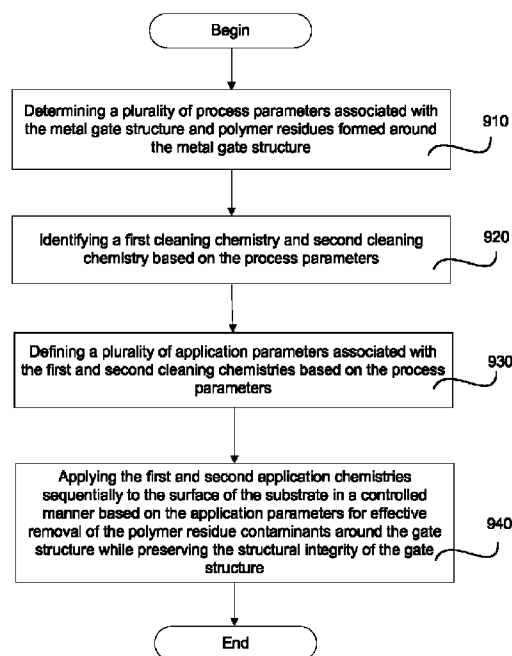 Begin
Determining a plurality of process parameters associated with
the metal gate structure and polymer residues formed around
the metal gate structure
910
Identifying a first cleaning chemistry and second cleaning
chemistry based on the process parameters
920
Defining a plurality of application parameters associated with
the first and second cleaning chemistries based on the process
parameters
930
Applying the first and second application chemistries
sequentially to the surface of the substrate in a controlled
manner based on the application parameters for effective
removal of the polymer residue contaminants around the gate
structure while preserving the structural integrity of the gate
structure
940
End